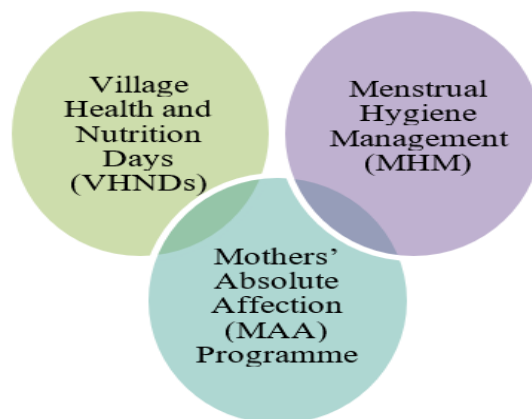 Village
Health and
Nutrition
Days
(VHNDs)
Menstrual
Hygiene
Management
(MHM)
Mothers’
Absolute
Affection
(MAA)
Programme